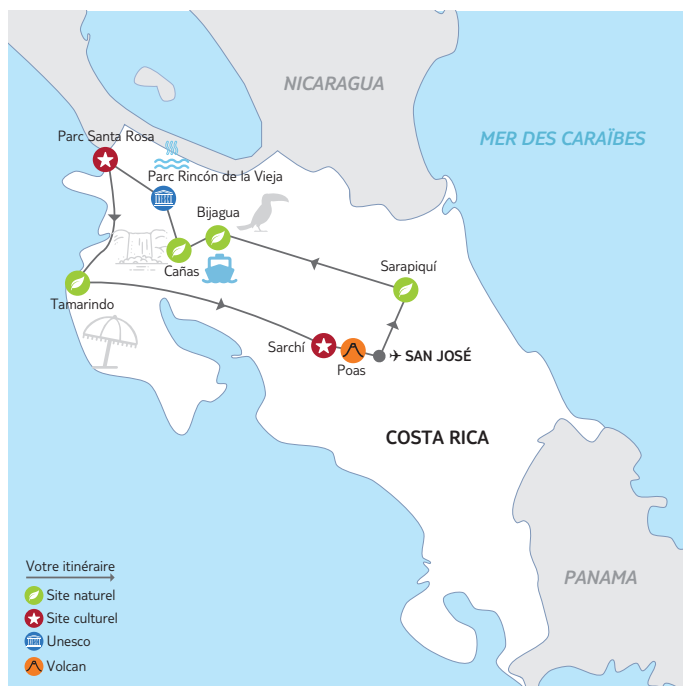 NICARAGUA
MER DES CARAÏBES
Parc Santa Rosa
Parc Rincón de la Vieja
Bijagua
Cañas
Sarapiquí
Tamarindo
Sarchí
Poas
SAN JOSÉ
COSTA RICA
PANAMA
Votre itinéraire
Site naturel
Site culturel
Unesco
Volcan